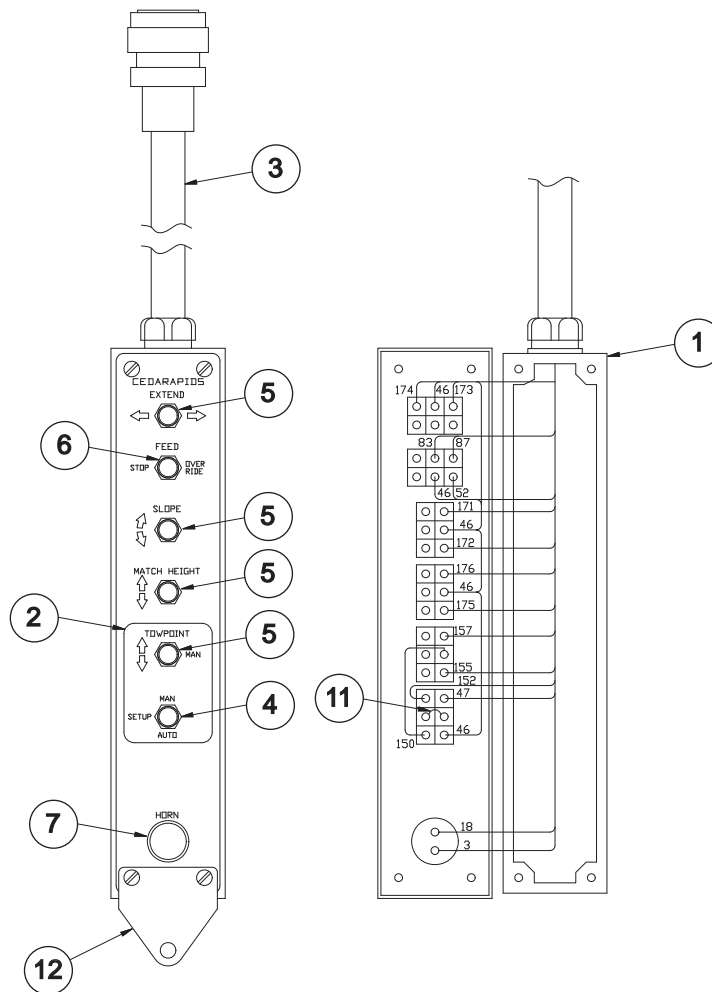 3
1
CEDARAPIDS
EXTEND
5
174 46 173
6
FEED
STOP OVER RIDE
83 87
46 52
SLOPE
5
171
46
172
MATCH HEIGHT
5
176
46
175
2
TOWPOINT
MAN
5
157
155
152
47
11
MAN
SETUP
AUTO
4
46
150
7
HORN
18
3
12